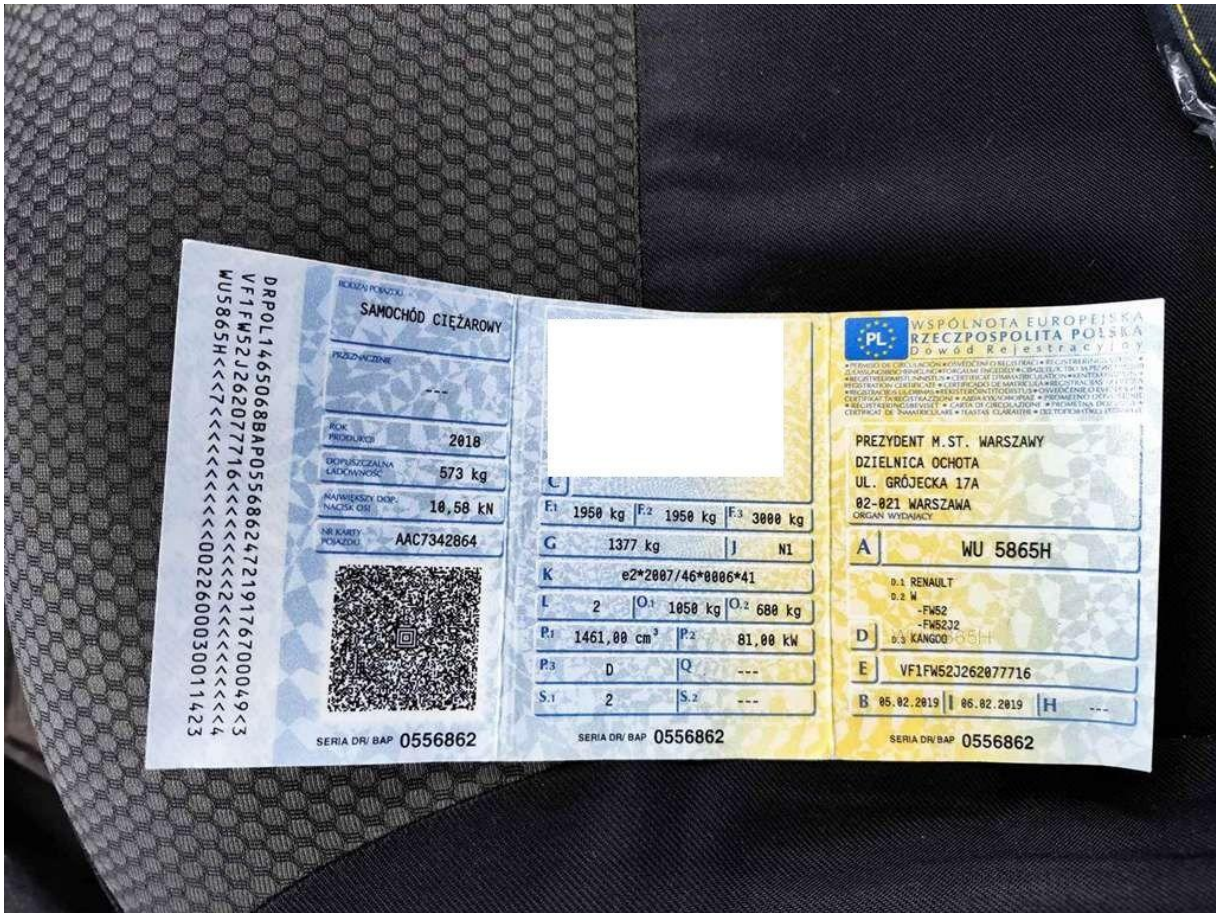 DRPOL1465068BAP0556862472191767000049<3
VF1FW52J262077716<<<<<<<2<<<<<<<<<<<<<4
WU5865H<<7<<<<<<<<<<<<<0022600030011423
RODZAJ POJAZDU
SAMOCHÓD CIĘŻAROWY
PRZEZNACZENIE
---
ROK
PRODUKCJI 2018
DOPUSZCZALNA
ŁADOWNOŚĆ 573 kg
NAJWIĘKSZY DOP.
NACISK OSI 10,58 kN
NR KARTY
POJAZDU AAC7342864
SERIA DR/ BAP 0556862
C
F.1 1950 kg F.2 1950 kg F.3 3000 kg
G 1377 kg J N1
K e2*2007/46*0006*41
L 2 O.1 1050 kg O.2 680 kg
P.1 1461,00 cm³ P.2 81,00 kW
P.3 D Q ---
S.1 2 S.2 ---
SERIA DR/ BAP 0556862
PL
WSPÓLNOTA EUROPEJSKA
RZECZPOSPOLITA POLSKA
Dowód Rejestracyjny
PREZYDENT M.ST. WARSZAWY
DZIELNICA OCHOTA
UL. GRÓJECKA 17A
02-021 WARSZAWA
ORGAN WYDAJĄCY
A WU 5865H
D.1 RENAULT
D.2 W
-FW52
-FW52J2
D D.3 KANGOO
E VF1FW52J262077716
B 05.02.2019 I 06.02.2019 H ---
SERIA DR/ BAP 0556862